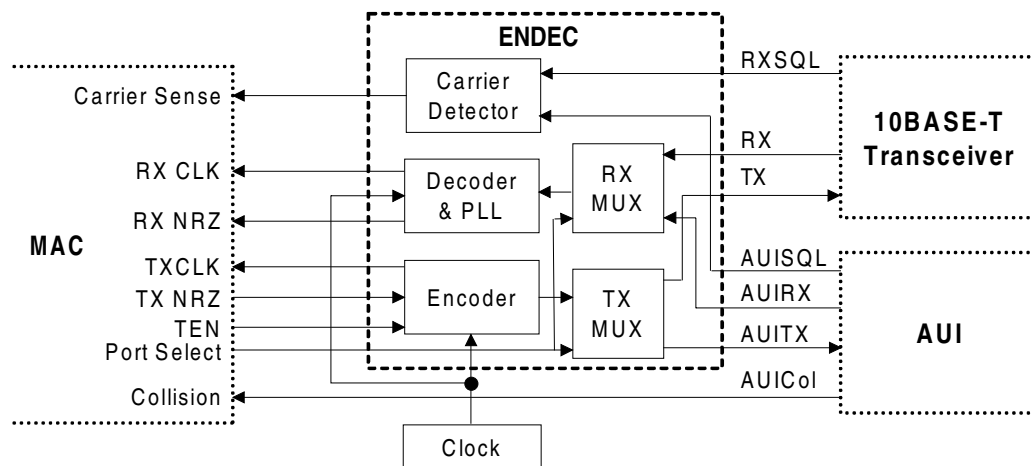 ENDEC
RXSQL
Carrier Sense
Carrier
Detector
10BASE-T
Transceiver
RX
TX
RX CLK
Decoder
& PLL
RX
MUX
RX NRZ
MAC
TXCLK
AUISQL
TX NRZ
Encoder
TX
MUX
AUIRX
TEN
AUI
Port Select
AUITX
Collision
AUICol
Clock